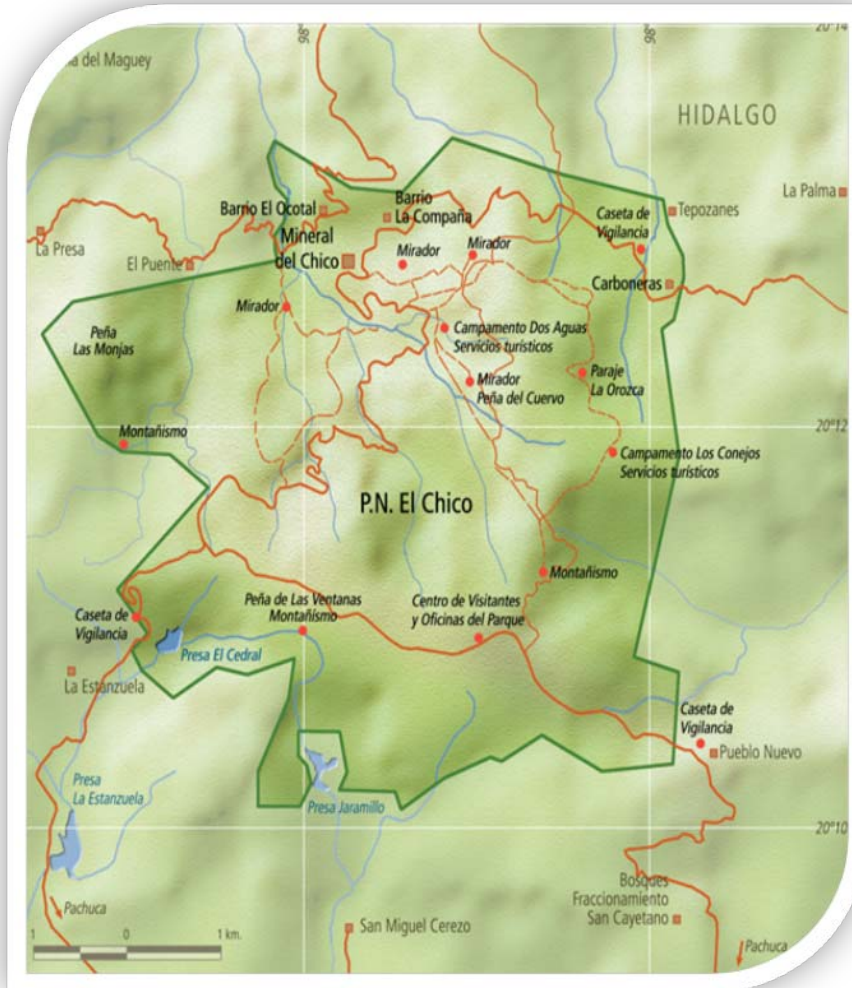 98°
98°
20°14
del Maguey
HIDALGO
La Palma
Barrio El Ocotal
Barrio
La Compaña
Tepozanes
Caseta de
Vigilancia
La Presa
El Puente
Mineral
del Chico
Mirador
Mirador
Carboneras
Mirador
Peña
Las Monjas
Campamento Dos Aguas
Servicios turísticos
Mirador
Peña del Cuervo
Paraje
La Orozca
20°12
Montañismo
Campamento Los Conejos
Servicios turísticos
P.N. El Chico
Montañismo
Caseta de
Vigilancia
Peña de Las Ventanas
Montañismo
Centro de Visitantes
y Oficinas del Parque
Presa El Cedral
La Estanzuela
Caseta de
Vigilancia
Pueblo Nuevo
Presa
La Estanzuela
Presa Jaramillo
20°10
Bosques
Fraccionamiento
San Cayetano
Pachuca
San Miguel Cerezo
Pachuca
1 0 1 km.